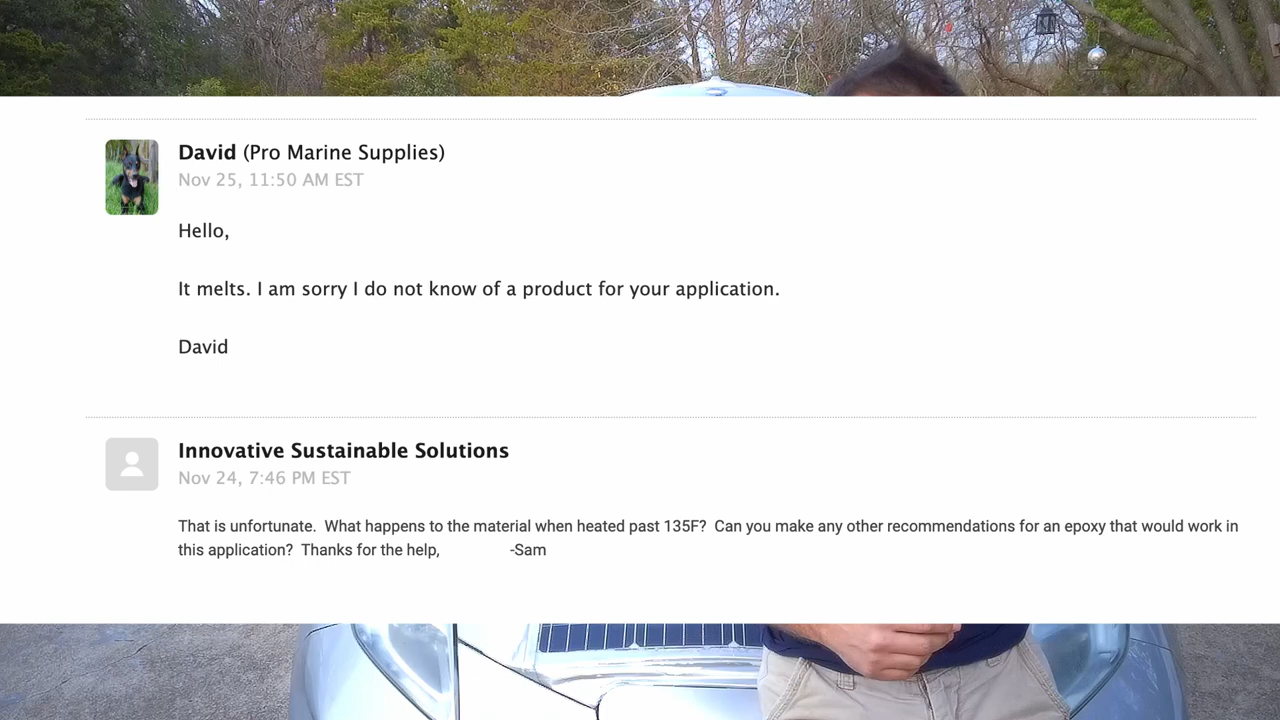 David (Pro Marine Supplies)
Nov 25, 11:50 AM EST
Hello,
It melts. I am sorry I do not know of a product for your application.
David
Innovative Sustainable Solutions
Nov 24, 7:46 PM EST
That is unfortunate. What happens to the material when heated past 135F? Can you make any other recommendations for an epoxy that would work in
this application? Thanks for the help, -Sam